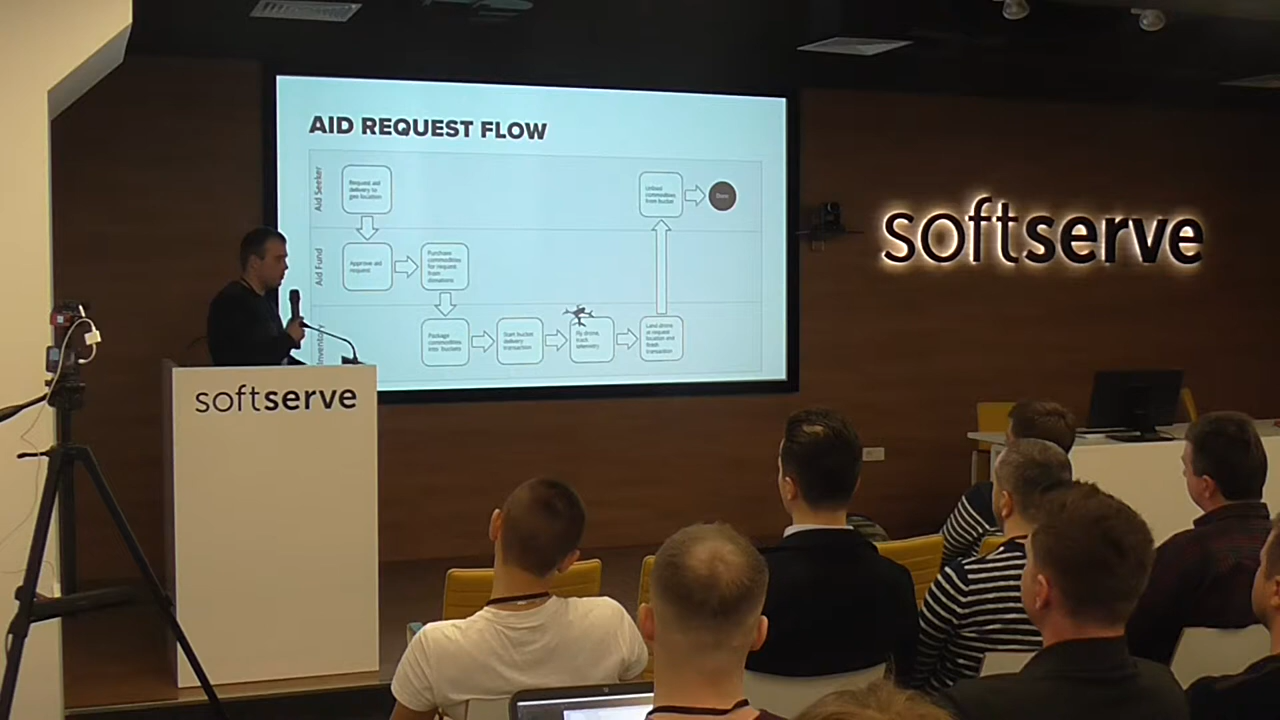 AID REQUEST FLOW
Aid Seeker
Request aid
delivery to
geo location
Unload
commodities
from bucket
Done
Aid Fund
Approve aid
request
Purchase
commodities
for request
from
donations
Inventory
Package
commodities
into buckets
Start bucket
delivery
transaction
Fly drone,
track
telemetry
Land drone
at request
location and
finish
transaction
softserve
softserve